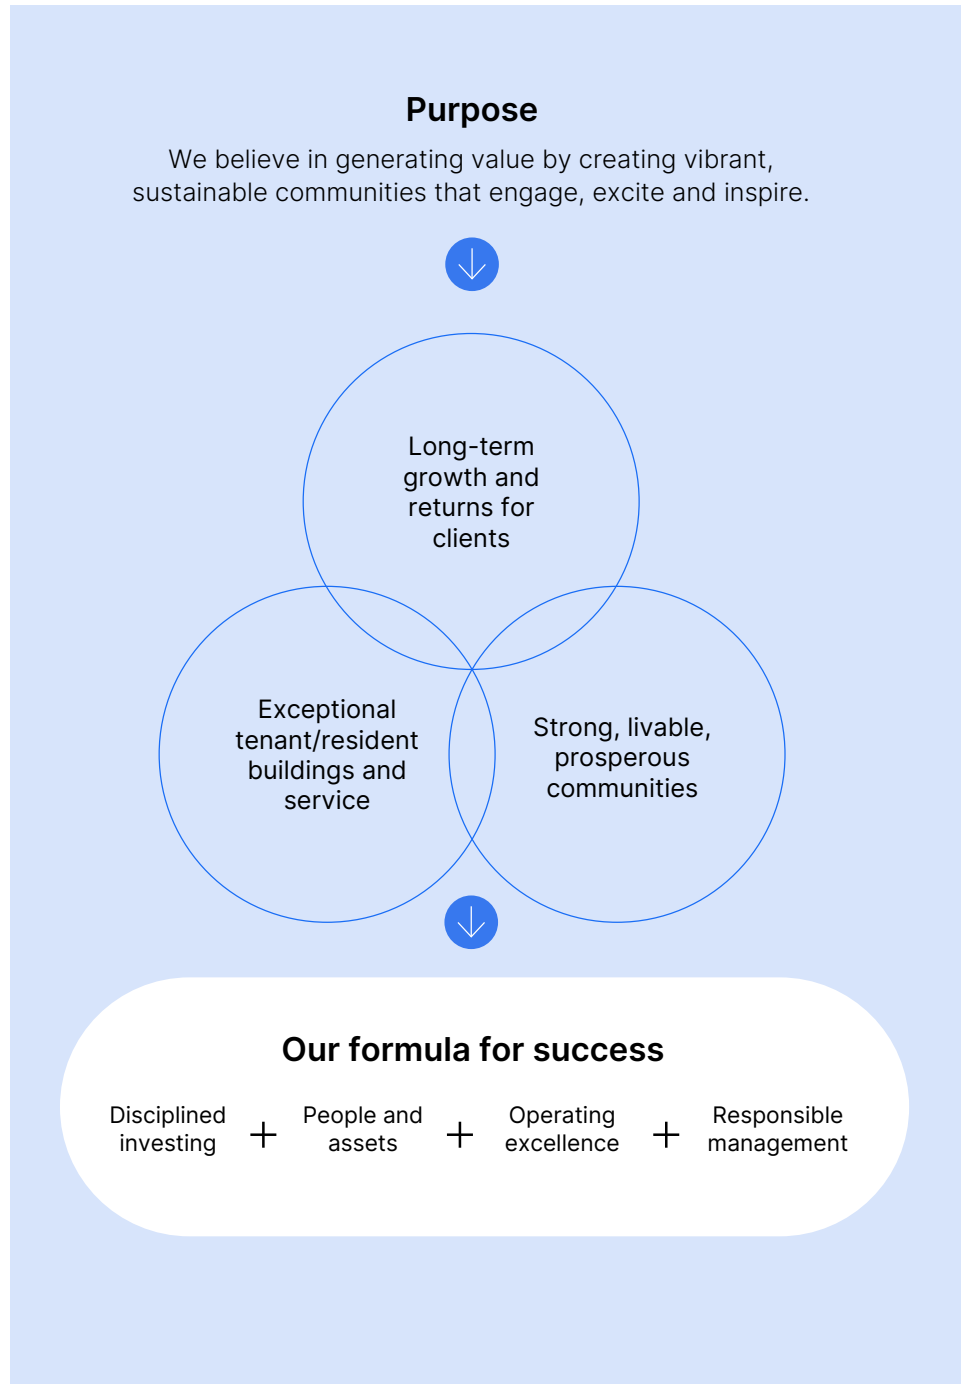 Purpose
We believe in generating value by creating vibrant,
sustainable communities that engage, excite and inspire.
Long-term
growth and
returns for
clients
Exceptional
tenant/resident
buildings and
service
Strong, livable,
prosperous
communities
Our formula for success
Disciplined
investing
+
People and
assets
+
Operating
excellence
+
Responsible
management